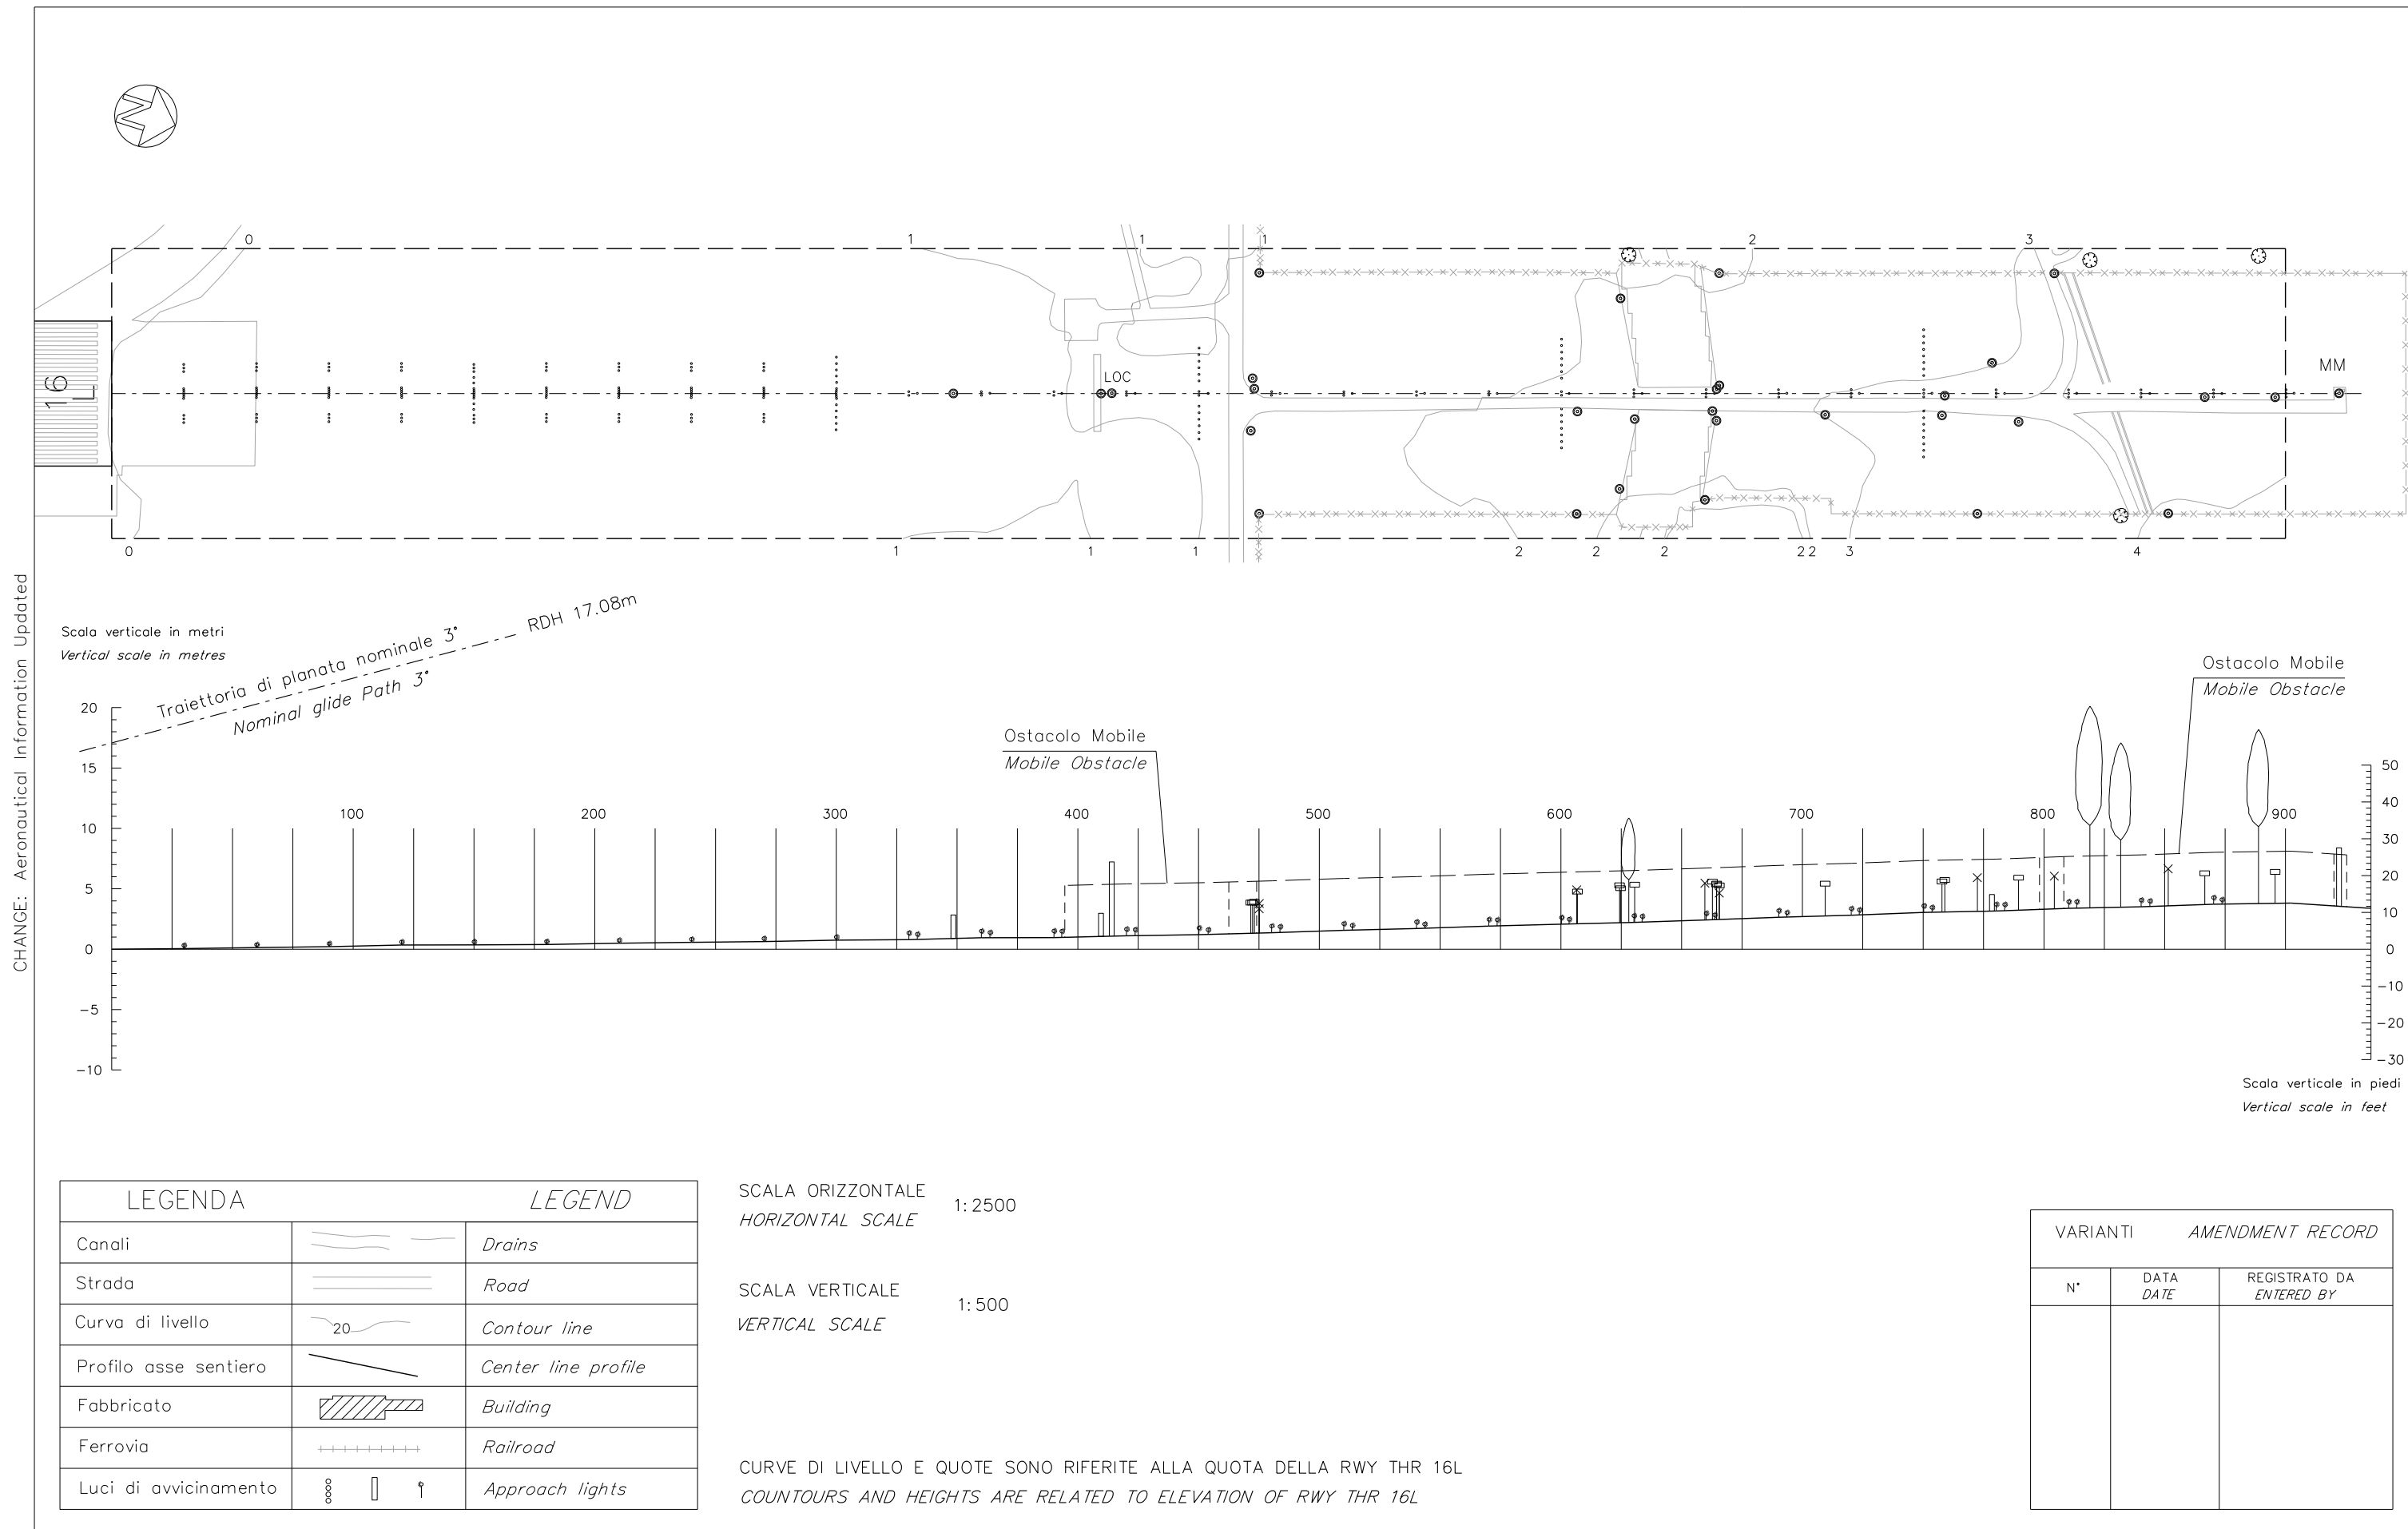 CHANGE: Aeronautical Information Updated
0
1
1
1
2
3
16
L
LOC
MM
0
1
1
1
2
2
2
2 2
3
4
Scala verticale in metri
Vertical scale in metres
Traiettoria di planata nominale 3°
Nominal glide Path 3°
RDH 17.08m
Ostacolo Mobile
Mobile Obstacle
Ostacolo Mobile
Mobile Obstacle
20
15
10
5
0
-5
-10
100
200
300
400
500
600
700
800
900
50
40
30
20
10
0
-10
-20
-30
Scala verticale in piedi
Vertical scale in feet
LEGENDA LEGEND
Canali Drains
Strada Road
Curva di livello 20 Contour line
Profilo asse sentiero Center line profile
Fabbricato Building
Ferrovia Railroad
Luci di avvicinamento Approach lights
SCALA ORIZZONTALE
HORIZONTAL SCALE
1:2500
SCALA VERTICALE
VERTICAL SCALE
1:500
CURVE DI LIVELLO E QUOTE SONO RIFERITE ALLA QUOTA DELLA RWY THR 16L
COUNTOURS AND HEIGHTS ARE RELATED TO ELEVATION OF RWY THR 16L
VARIANTI AMENDMENT RECORD
N°
DATA
DATE
REGISTRATO DA
ENTERED BY